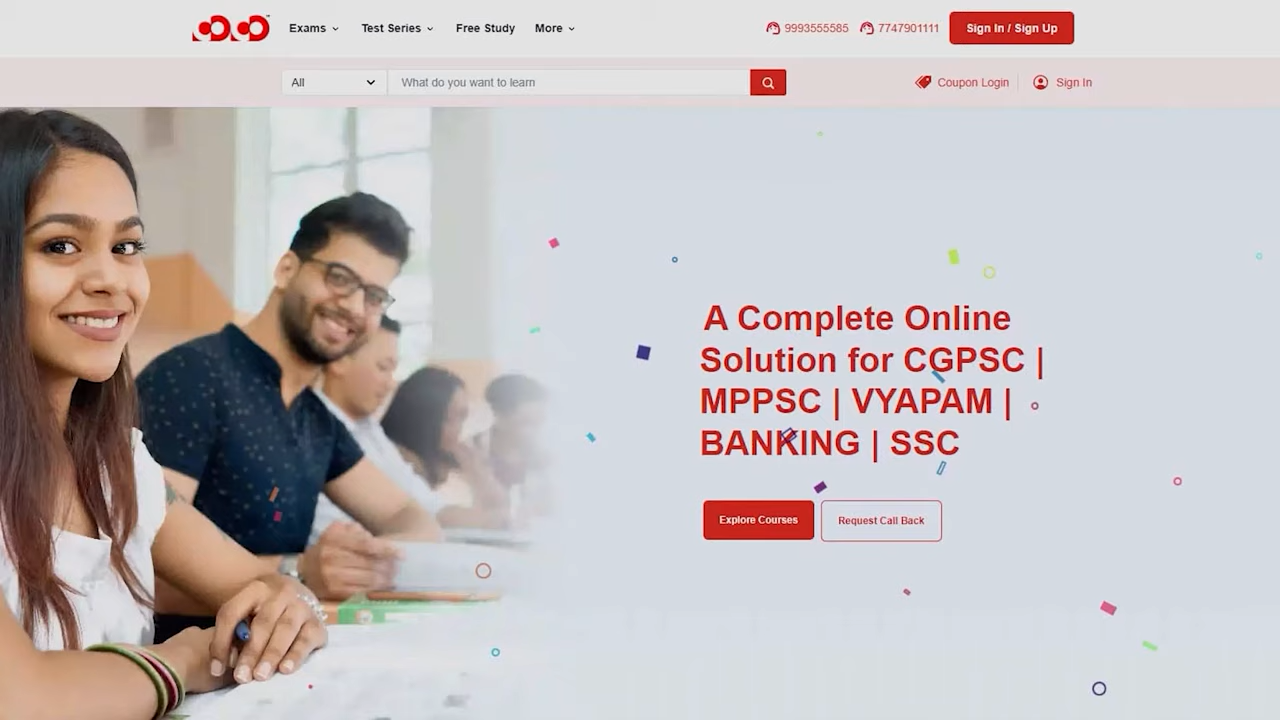 Exams
Test Series
Free Study
More
9993555585
7747901111
Sign In / Sign Up
All
What do you want to learn
Coupon Login
Sign In
A Complete Online
Solution for CGPSC |
MPPSC | VYAPAM |
BANKING | SSC
Explore Courses
Request Call Back